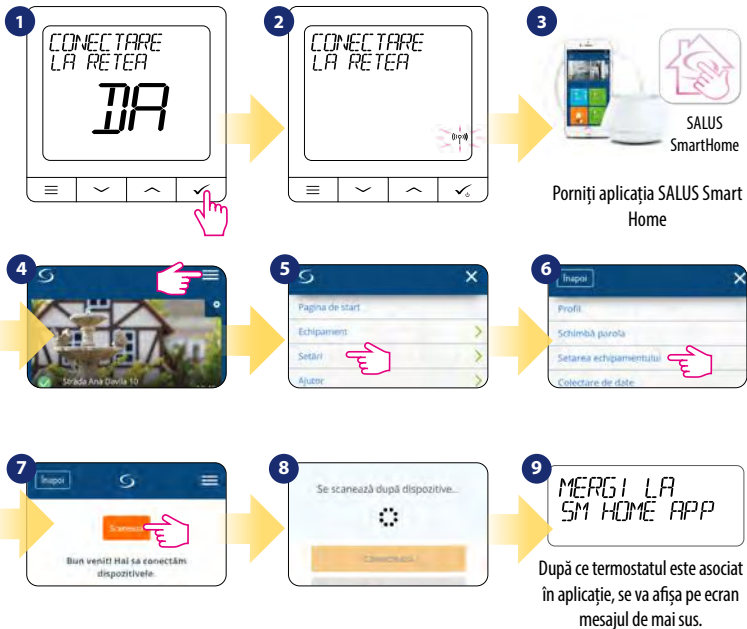 1
CONECTARE
LA RETEA
DA
2
CONECTARE
LA RETEA
3
SALUS
SmartHome
Porniți aplicația SALUS Smart
Home
4
Strada Ana Davila 10
5
Pagina de start
Echipament
Setări
Ajutor
6
Înapoi
Profil
Schimbă parola
Setarea echipamentului
Colectare de date
7
Înapoi
Bun venit! Hai sa conectăm
dispozitivele.
8
Se scanează după dispozitive...
9
MERGI LA
SM HOME APP
După ce termostatul este asociat
în aplicație, se va afișa pe ecran
mesajul de mai sus.